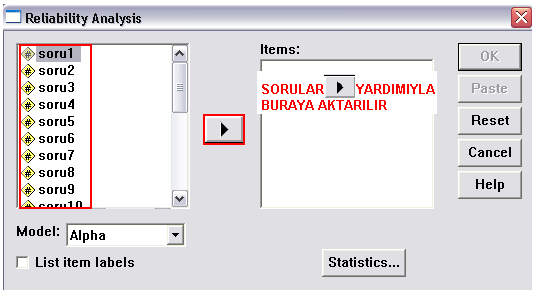 Reliability Analysis
soru1
soru2
soru3
soru4
soru5
soru6
soru7
soru8
soru9
soru10
Items:
SORULAR YARDIMIYLA
BURAYA AKTARILIR
OK
Paste
Reset
Cancel
Help
Model: Alpha
List item labels
Statistics...